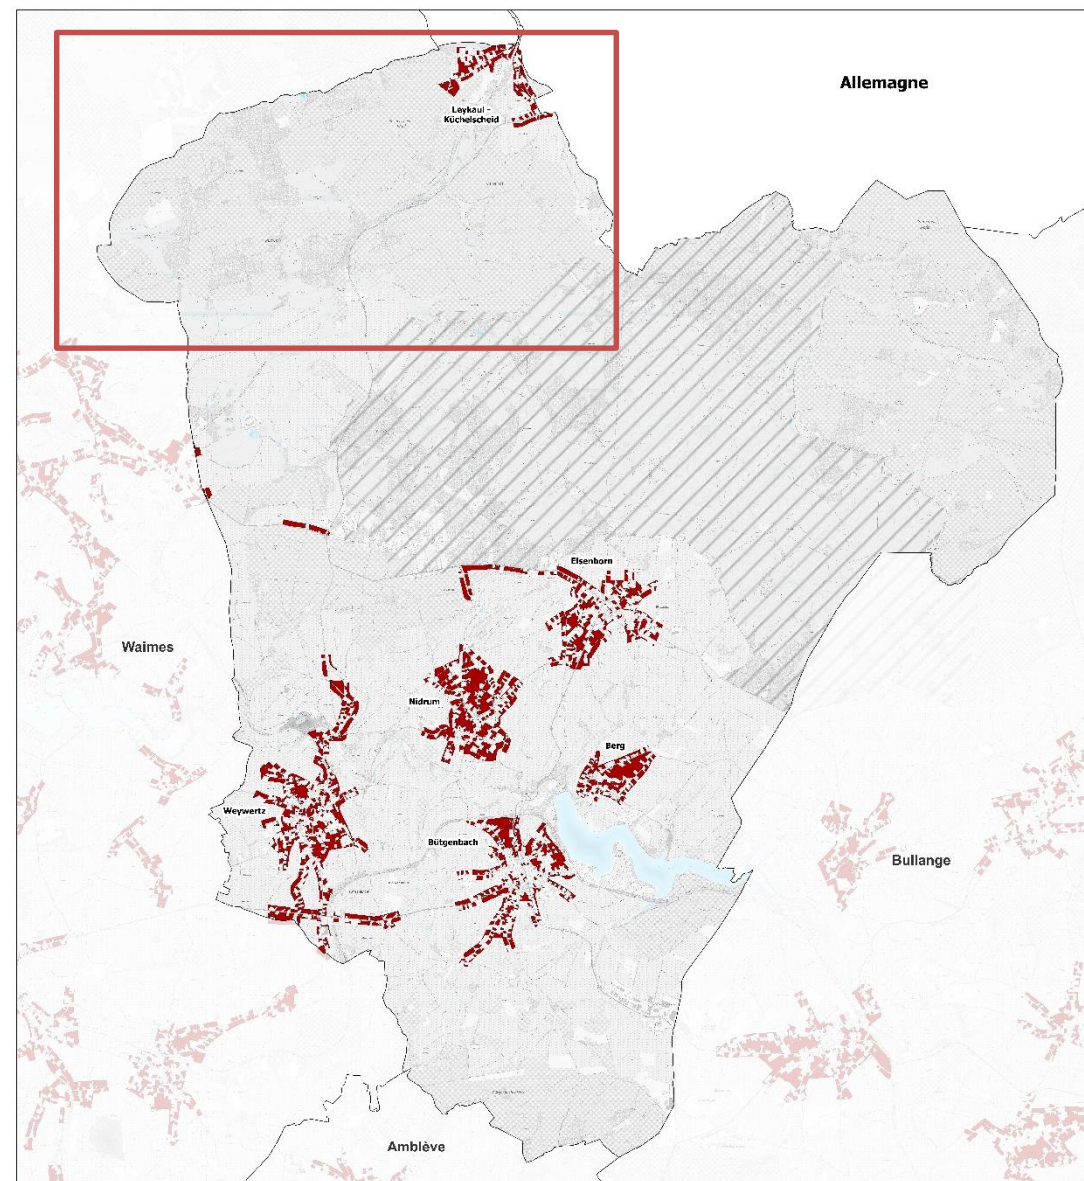 Allemagne
Leykaul -
Küchelscheid
Elsenborn
Waimes
Nidrum
Berg
Weywertz
Bütgenbach
Bullange
Amblève